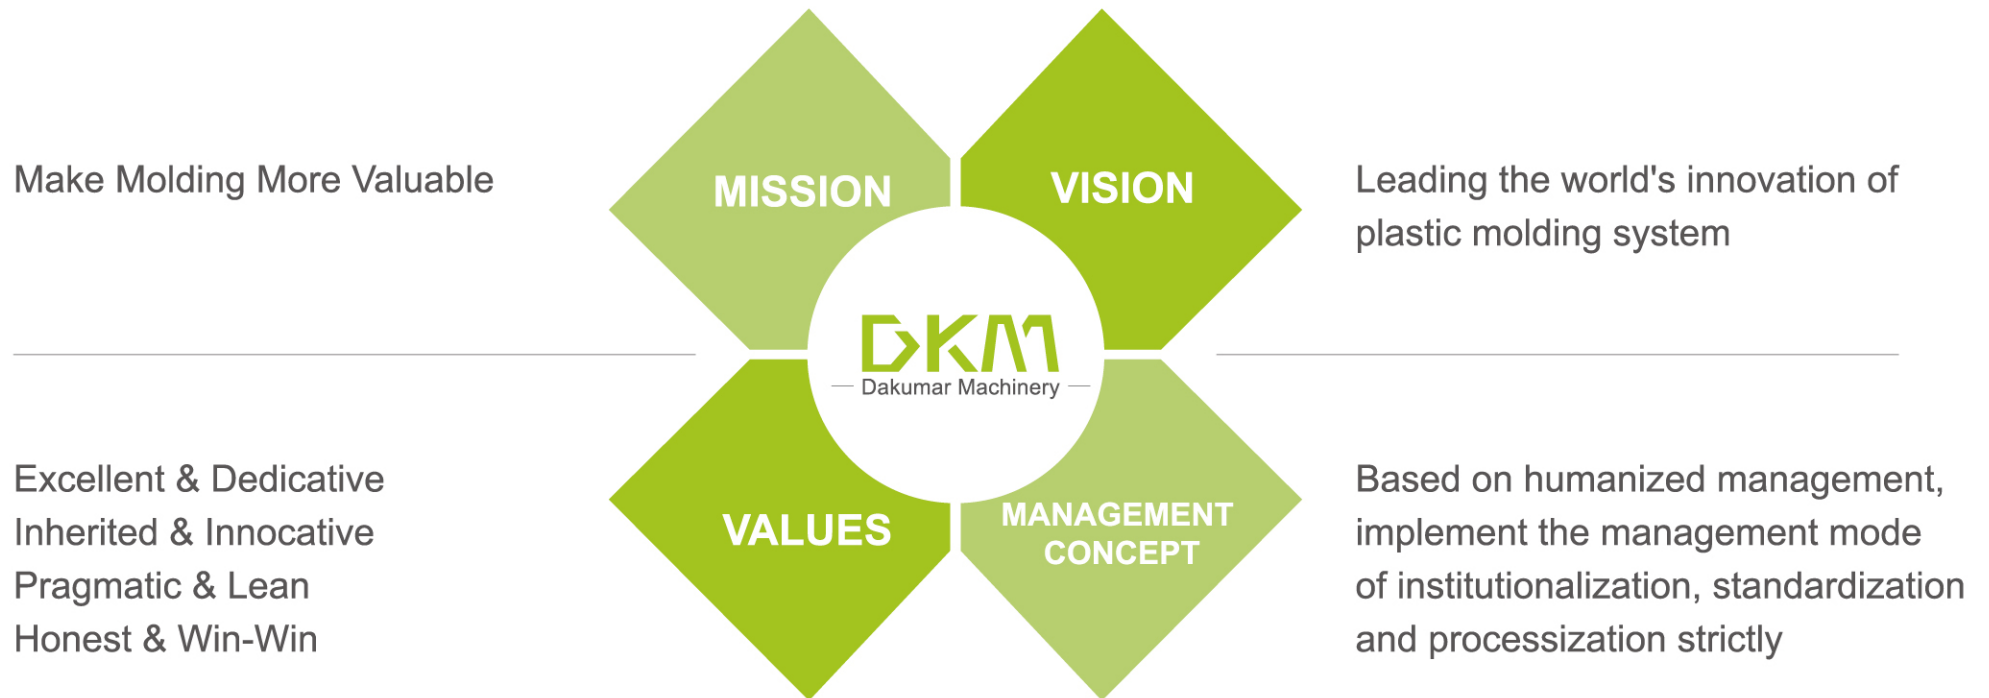 Make Molding More Valuable
MISSION
VISION
Leading the world's innovation of
plastic molding system
DKM
Dakumar Machinery
Excellent & Dedicative
Inherited & Innocative
Pragmatic & Lean
Honest & Win-Win
VALUES
MANAGEMENT
CONCEPT
Based on humanized management,
implement the management mode
of institutionalization, standardization
and processization strictly